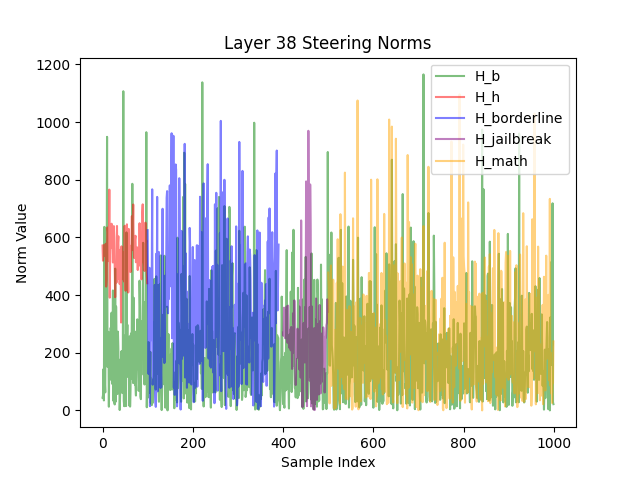 Layer 38 Steering Norms
1200
1000
800
600
400
200
0
Norm Value
H_b
H_h
H_borderline
H_jailbreak
H_math
0
200
400
600
800
1000
Sample Index